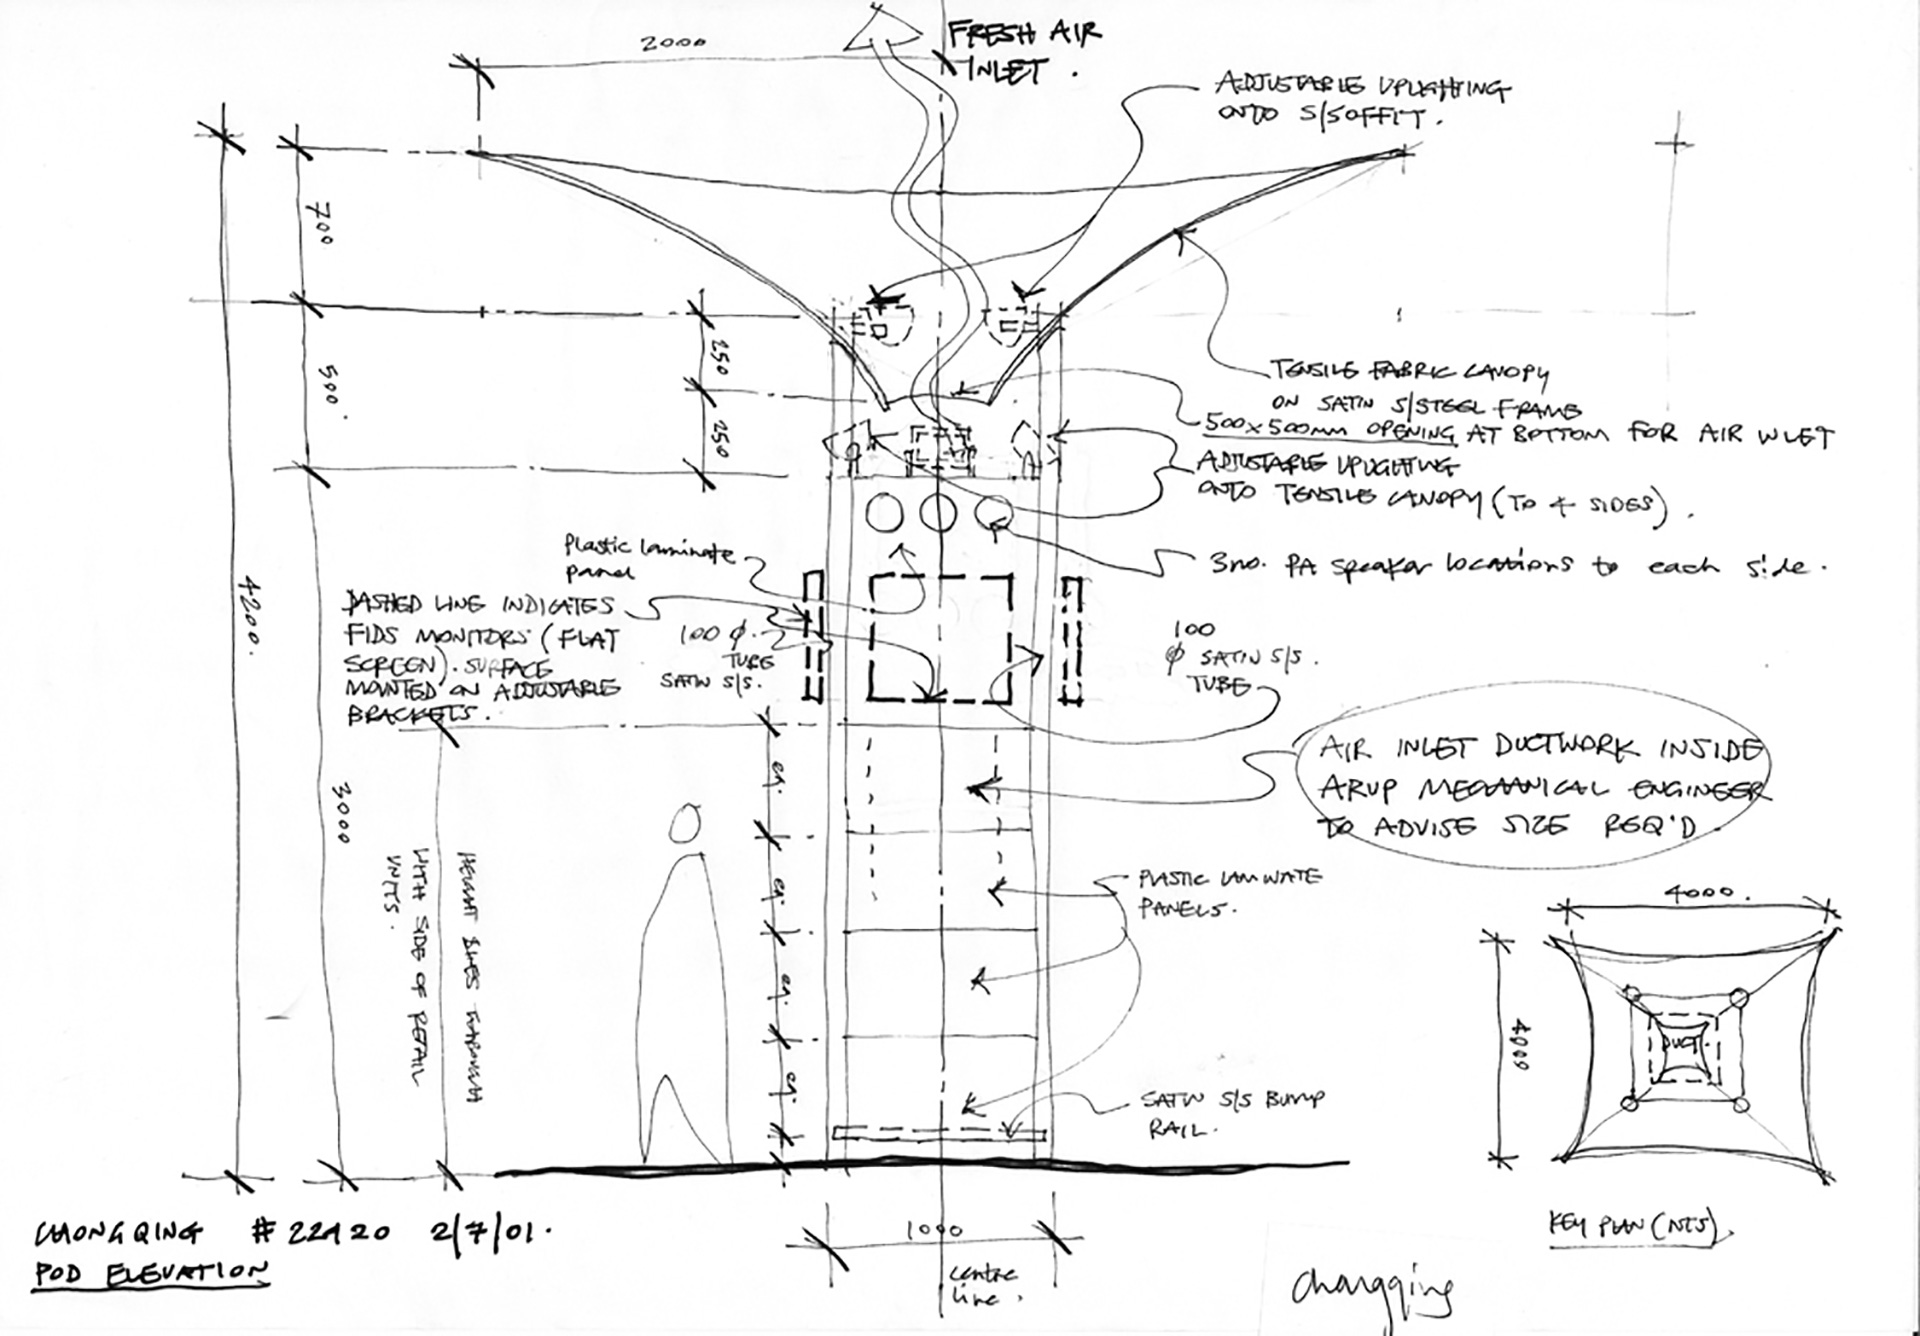 2000
FRESH AIR
INLET.
ADJUSTABLE UPLIGHTING
ONTO S/SOFFIT.
700
250
500.
250
4200.
3000
TENSILE FABRIC CANOPY
ON SATIN S/STEEL FRAME
500x500mm OPENING AT BOTTOM FOR AIR INLET
ADJUSTABLE UPLIGHTING
ONTO TENSILE CANOPY (TO 4 SIDES).
3no. PA speaker locations to each side.
Plastic laminate
panel
DASHED LINE INDICATES
FIDS MONITORS (FLAT
SCREEN). SURFACE
MOUNTED ON ADJUSTABLE
BRACKETS.
100 φ.
TUBE
SATIN S/S.
100
φ SATIN S/S.
TUBE
AIR INLET DUCTWORK INSIDE
ARUP MECHANICAL ENGINEER
TO ADVISE SIZE REQ'D.
eq.
eq.
eq.
eq.
HEIGHT LINES THROUGH
WITH SIDE OF RETAIL
UNITS.
PLASTIC LAMINATE
PANELS.
SATIN S/S BUMP
RAIL.
4000.
4000
DUCT.
KEY PLAN (NTS).
1000
centre
line.
CHONGQING # 22420 2/7/01.
POD ELEVATION
chongqing